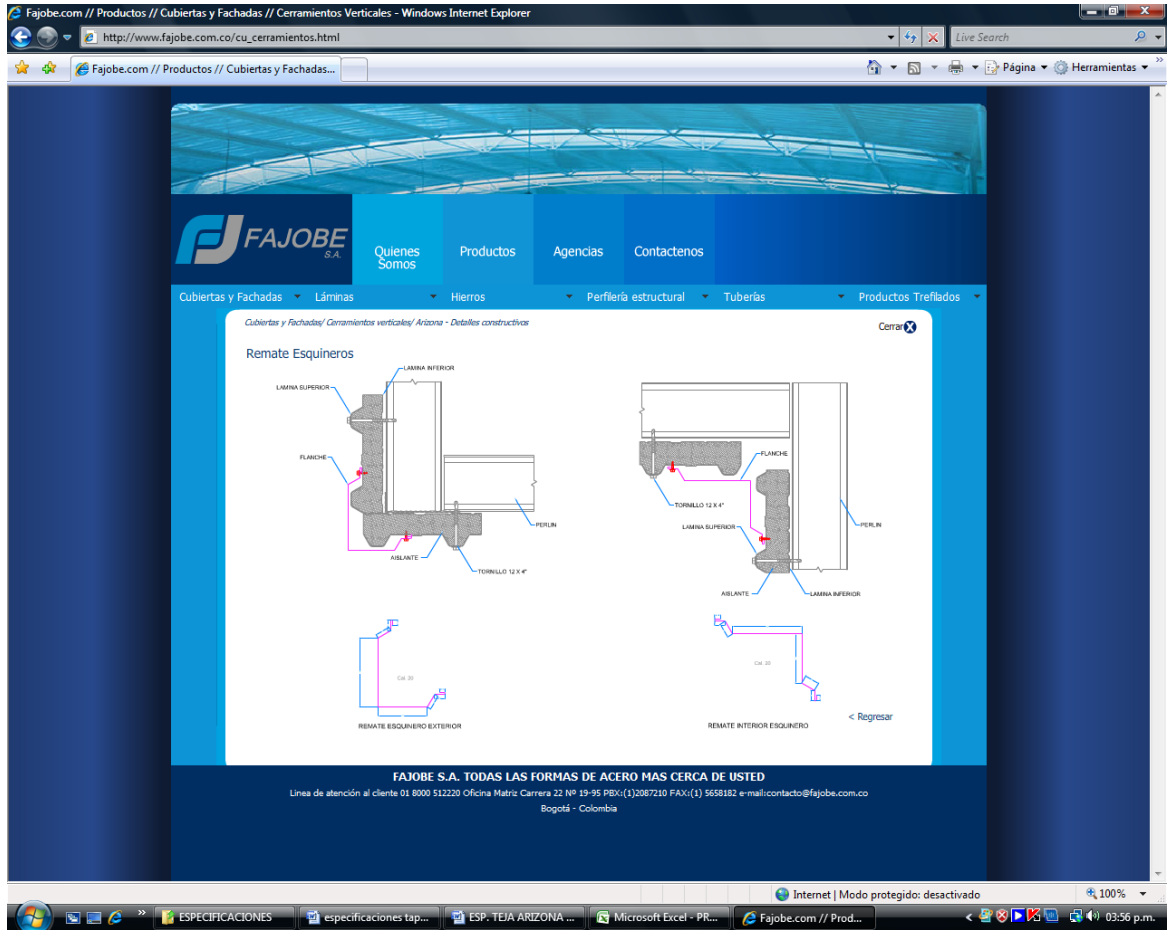 Fajobe.com // Productos // Cubiertas y Fachadas // Cerramientos Verticales - Windows Internet Explorer
http://www.fajobe.com.co/cu_cerramientos.html
Live Search
Fajobe.com // Productos // Cubiertas y Fachadas...
Página
Herramientas
FAJOBE
S.A.
Quienes
Somos
Productos
Agencias
Contactenos
Cubiertas y Fachadas
Láminas
Hierros
Perfilería estructural
Tuberías
Productos Trefilados
Cubiertas y Fachadas/ Cerramientos verticales/ Arizona - Detalles constructivos
Cerrar X
Remate Esquineros
LAMINA INFERIOR
LAMINA SUPERIOR
FLANCHE
PERLIN
AISLANTE
TORNILLO 12 X 4"
FLANCHE
TORNILLO 12 X 4"
LAMINA SUPERIOR
PERLIN
AISLANTE
LAMINA INFERIOR
Cal. 20
REMATE ESQUINERO EXTERIOR
Cal. 20
REMATE INTERIOR ESQUINERO
< Regresar
FAJOBE S.A. TODAS LAS FORMAS DE ACERO MAS CERCA DE USTED
Linea de atención al cliente 01 8000 512220 Oficina Matriz Carrera 22 Nº 19-95 PBX:(1)2087210 FAX:(1) 5658182 e-mail:contacto@fajobe.com.co
Bogotá - Colombia
Internet | Modo protegido: desactivado
100%
ESPECIFICACIONES
especificaciones tap...
ESP. TEJA ARIZONA ...
Microsoft Excel - PR...
Fajobe.com // Prod...
03:56 p.m.